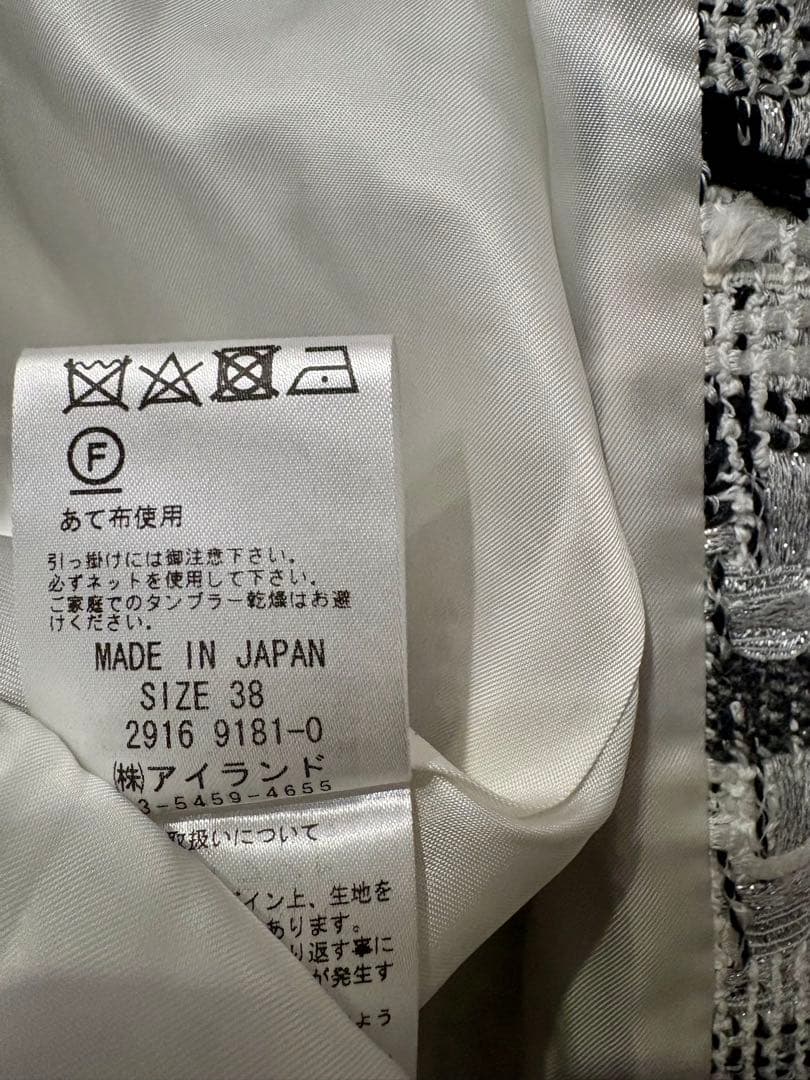 F
あて布使用
引っ掛けには御注意下さい。
必ずネットを使用して下さい.
ご家庭でのタンブラー乾燥はお避
けください.
MADE IN JAPAN
SIZE 38
2916 9181-0
㈱アイランド
3-5459-4655
取扱いについて
イン上、生地を
あります。
り返す事に
が発生す
ょう